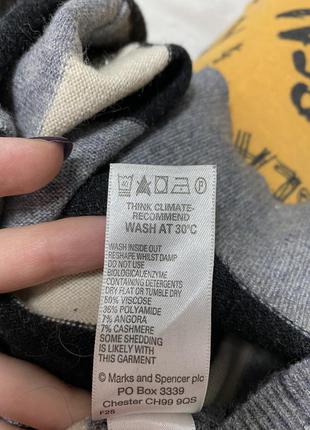 40
P
THINK CLIMATE-
RECOMMEND
WASH AT 30°C
WASH INSIDE OUT
RESHAPE WHILST DAMP
DO NOT USE
BIOLOGICAL/ENZYME
CONTAINING DETERGENTS
DRY FLAT OR TUMBLE DRY
50% VISCOSE
36% POLYAMIDE
7% ANGORA
7% CASHMERE
SOME SHEDDING
IS LIKELY WITH
THIS GARMENT
© Marks and Spencer plc
PO Box 3339
Chester CH99 9QS
F25